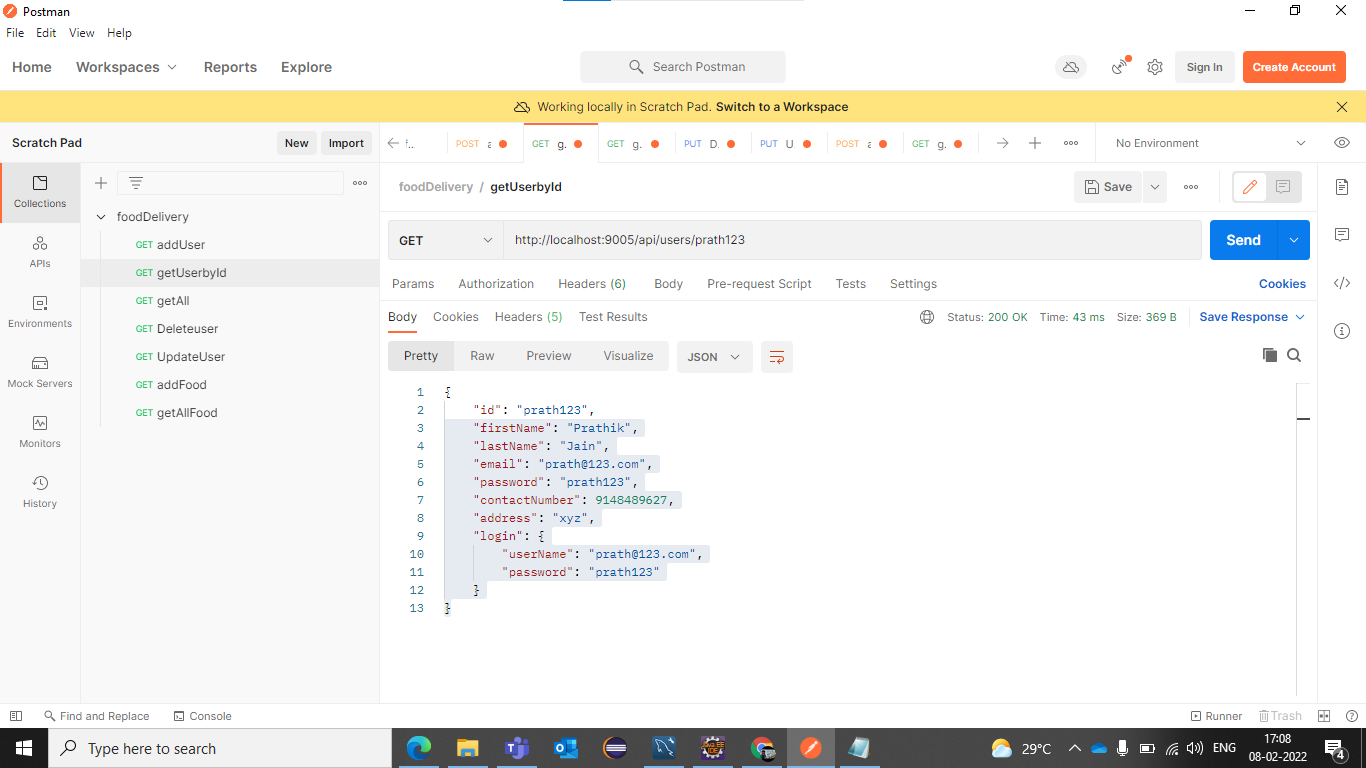 Postman
File Edit View Help
Home Workspaces Reports Explore Search Postman Sign In Create Account
Working locally in Scratch Pad. Switch to a Workspace
Scratch Pad New Import
f... POST a GET g. GET g. PUT D. PUT U POST a GET g. No Environment
Collections
APIs
Environments
Mock Servers
Monitors
History
foodDelivery
GET addUser
GET getUserbyId
GET getAll
GET Deleteuser
GET UpdateUser
GET addFood
GET getAllFood
foodDelivery / getUserbyId Save
GET http://localhost:9005/api/users/prath123 Send
Params Authorization Headers (6) Body Pre-request Script Tests Settings Cookies
Body Cookies Headers (5) Test Results Status: 200 OK Time: 43 ms Size: 369 B Save Response
Pretty Raw Preview Visualize JSON
1 {
2 "id": "prath123",
3 "firstName": "Prathik",
4 "lastName": "Jain",
5 "email": "prath@123.com",
6 "password": "prath123",
7 "contactNumber": 9148489627,
8 "address": "xyz",
9 "login": {
10 "userName": "prath@123.com",
11 "password": "prath123"
12 }
13 }
Find and Replace Console Runner Trash
Type here to search 29°C ENG 17:08
08-02-2022 4